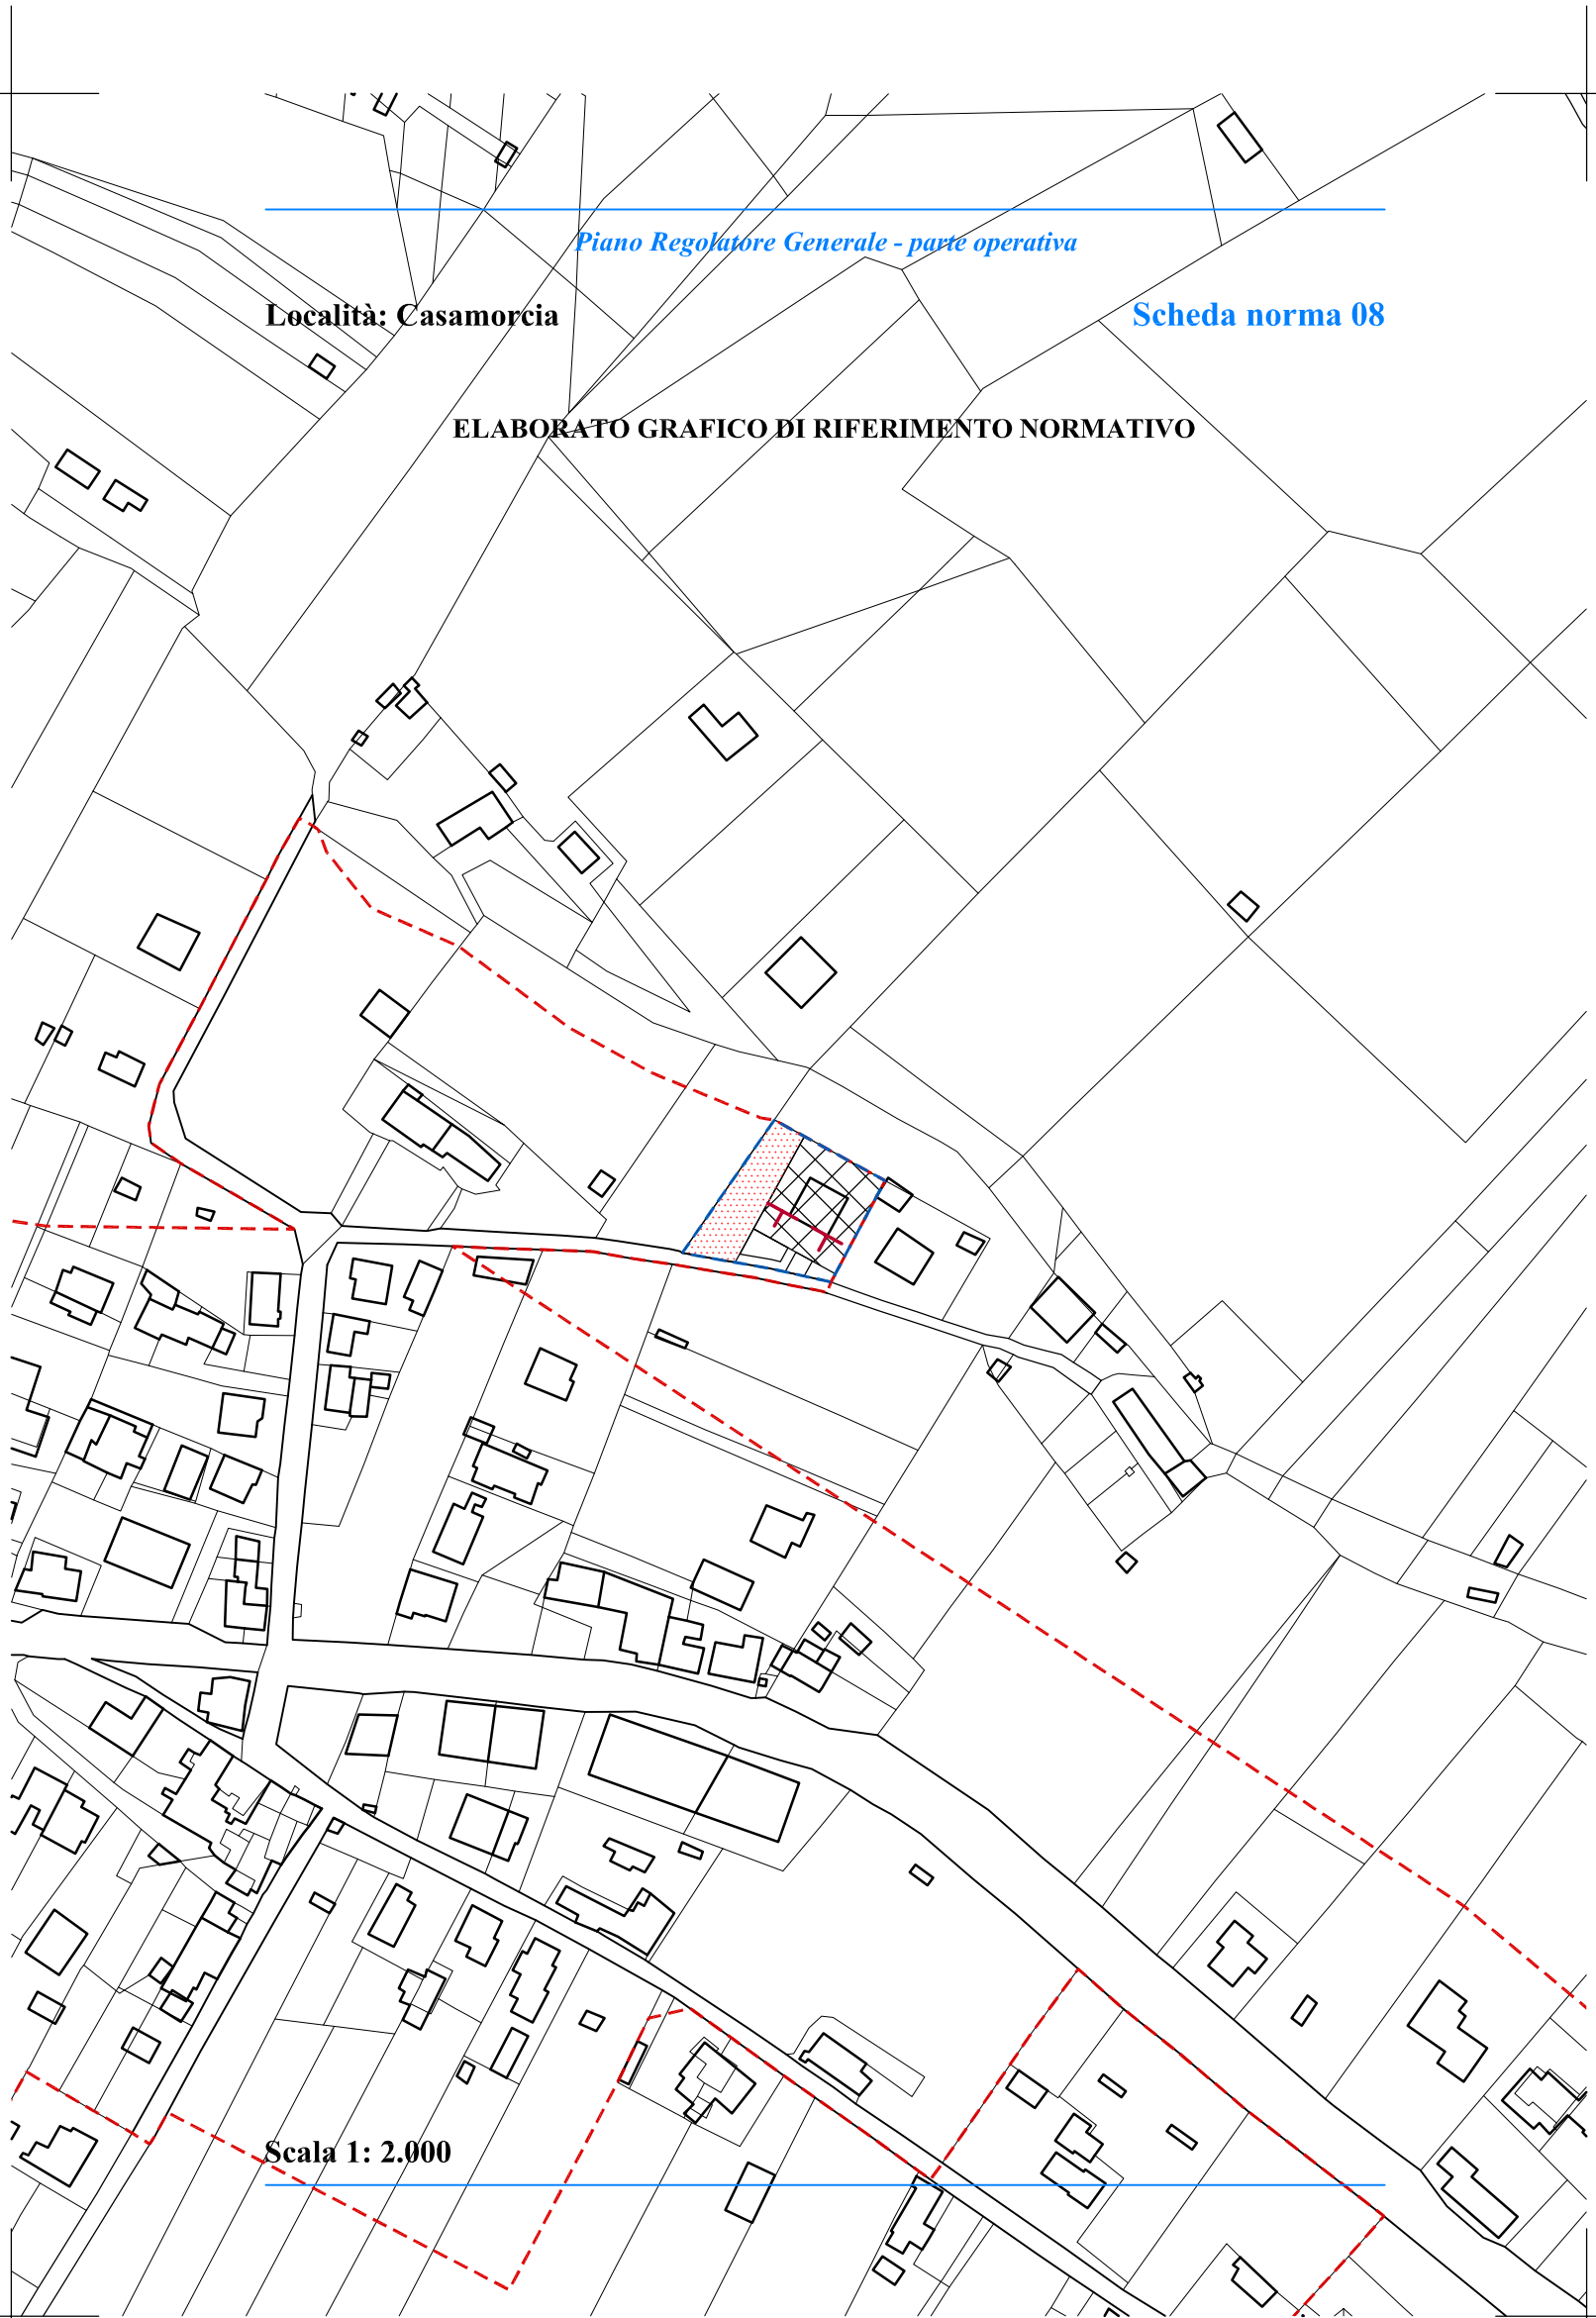 Piano Regolatore Generale - parte operativa
Località: Casamorcia
Scheda norma 08
ELABORATO GRAFICO DI RIFERIMENTO NORMATIVO
Scala 1: 2.000